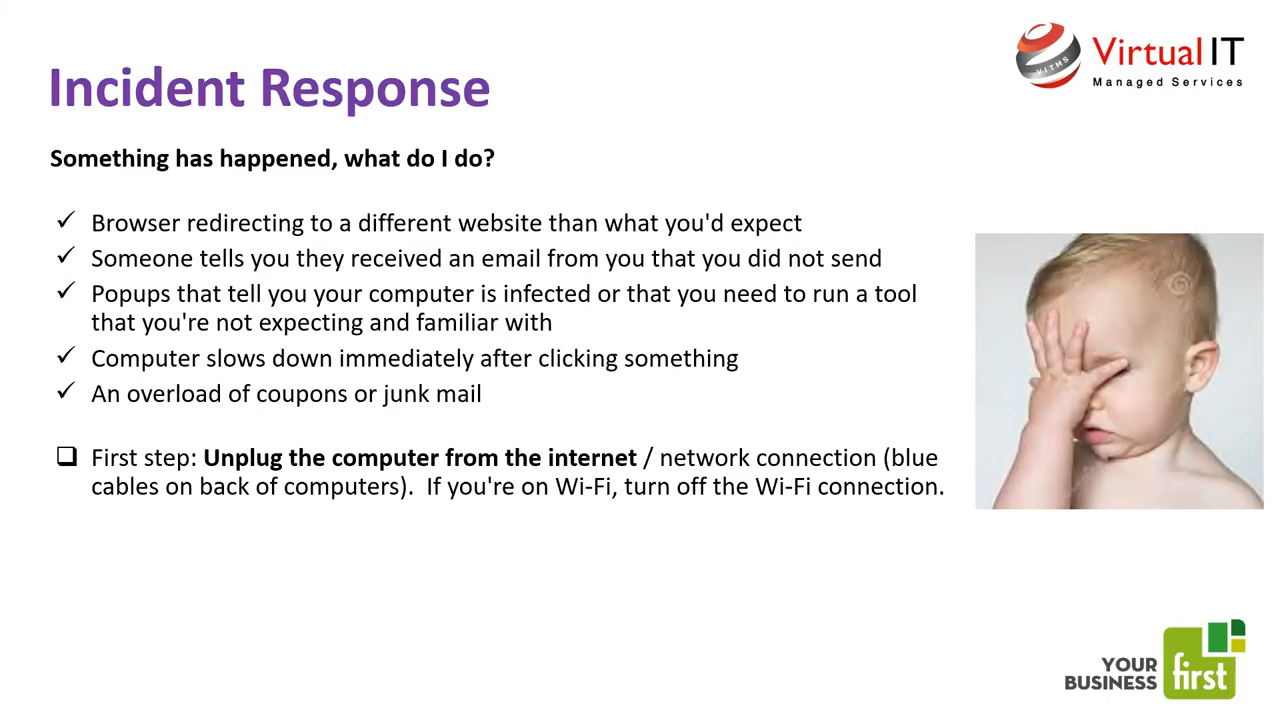 Incident Response
VITMS
Virtual IT
Managed Services
Something has happened, what do I do?
✓ Browser redirecting to a different website than what you'd expect
✓ Someone tells you they received an email from you that you did not send
✓ Popups that tell you your computer is infected or that you need to run a tool
that you're not expecting and familiar with
✓ Computer slows down immediately after clicking something
✓ An overload of coupons or junk mail
❑ First step: Unplug the computer from the internet / network connection (blue
cables on back of computers).  If you're on Wi-Fi, turn off the Wi-Fi connection.
YOUR
BUSINESS
first